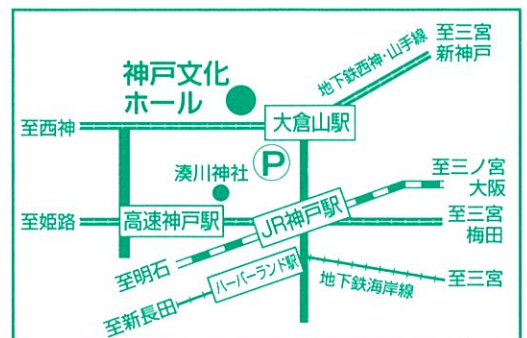 至三宮
新神戸
地下鉄西神・山手線
神戸文化
ホール
大倉山駅
至西神
P
湊川神社
至三ノ宮
大阪
至姫路
高速神戸駅
JR神戸駅
至三宮
梅田
至明石
ハーバーランド駅
地下鉄海岸線
至三宮
至新長田